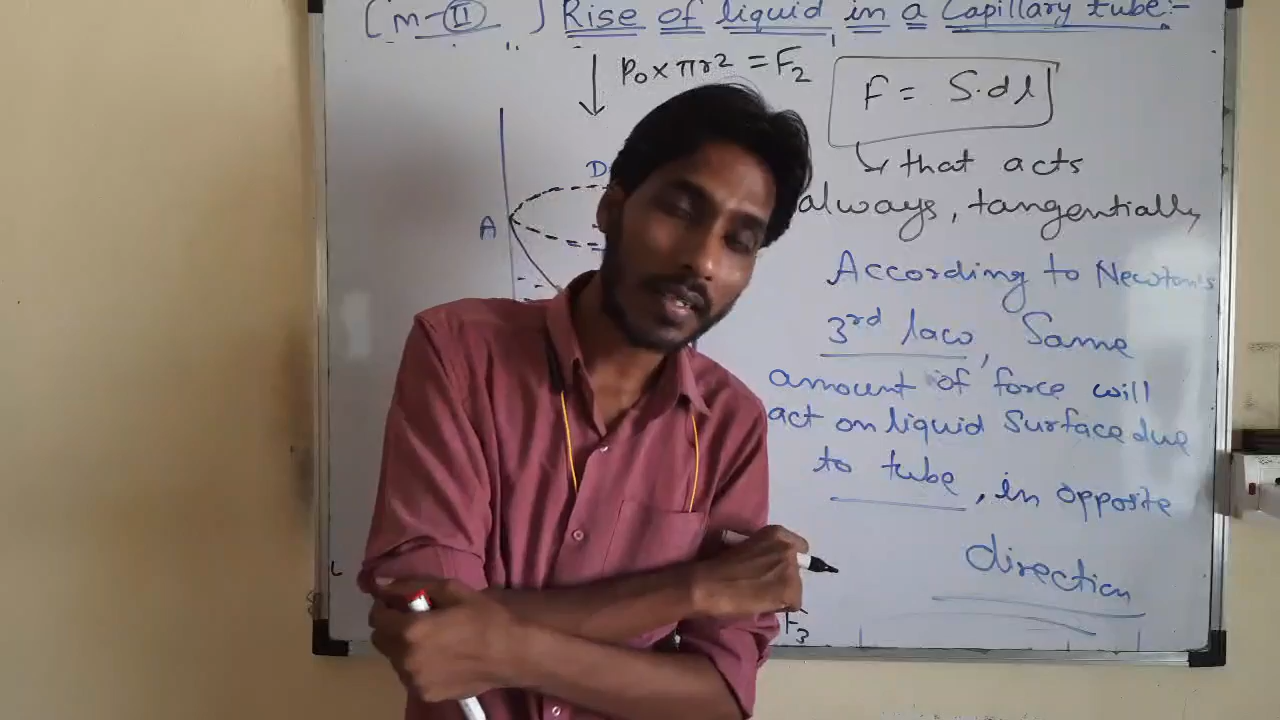 (M-II) Rise of liquid in a Capillary tube:-
P₀ × πr² = F₂
F = S.dl
↳ that acts
always, tangentially
D
A
According to Newton's
3rd law, Same
amount of force will
act on liquid Surface due
to tube, in opposite
direction
F₃